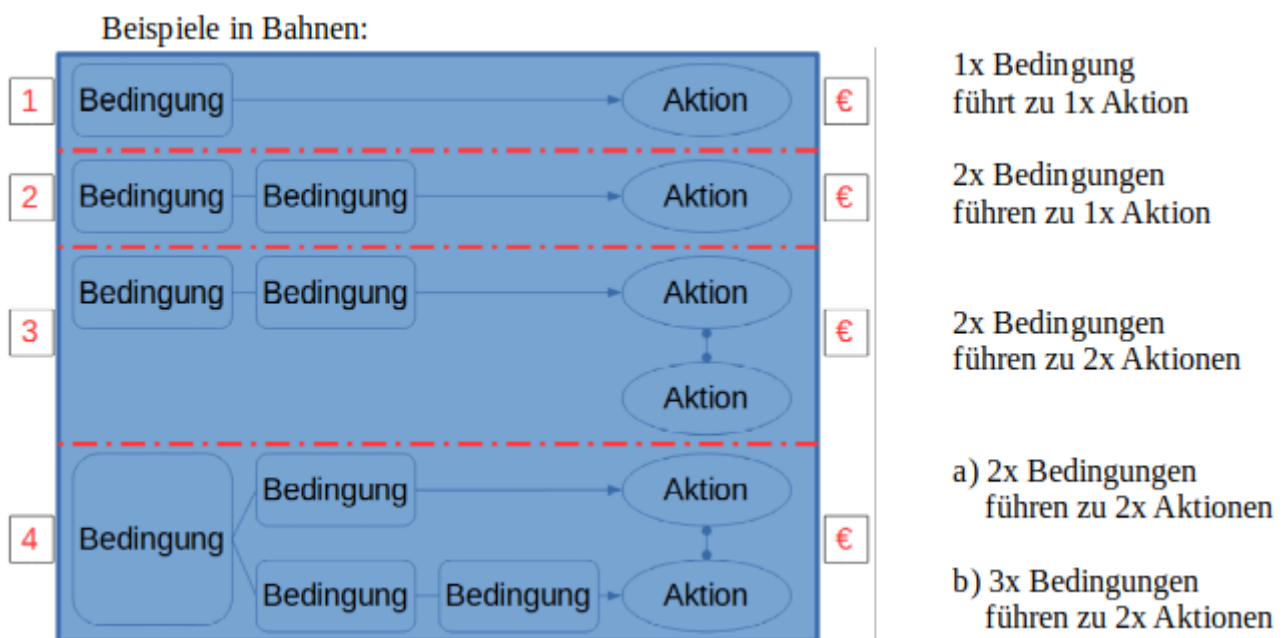 Beispiele in Bahnen:
1 Bedingung Aktion €
1x Bedingung
führt zu 1x Aktion
2 Bedingung Bedingung Aktion €
2x Bedingungen
führen zu 1x Aktion
3 Bedingung Bedingung Aktion €
Aktion
2x Bedingungen
führen zu 2x Aktionen
4 Bedingung Bedingung Aktion €
Bedingung Bedingung Aktion
a) 2x Bedingungen
führen zu 2x Aktionen
b) 3x Bedingungen
führen zu 2x Aktionen